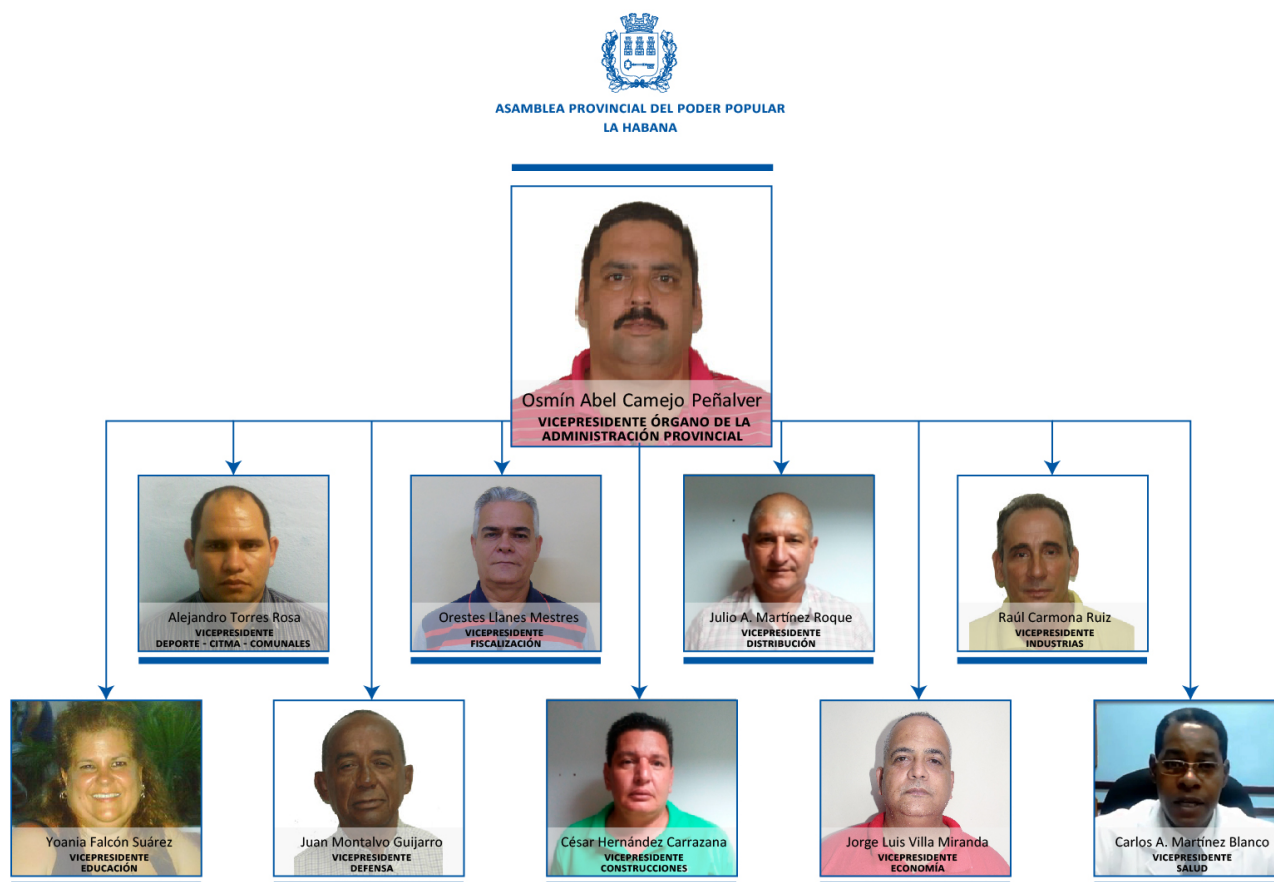 ASAMBLEA PROVINCIAL DEL PODER POPULAR
LA HABANA
Osmín Abel Camejo Peñalver
VICEPRESIDENTE ÓRGANO DE LA
ADMINISTRACIÓN PROVINCIAL
Alejandro Torres Rosa
VICEPRESIDENTE
DEPORTE - CITMA - COMUNALES
Orestes Llanes Mestres
VICEPRESIDENTE
FISCALIZACIÓN
Julio A. Martínez Roque
VICEPRESIDENTE
DISTRIBUCIÓN
Raúl Carmona Ruiz
VICEPRESIDENTE
INDUSTRIAS
Yoania Falcón Suárez
VICEPRESIDENTE
EDUCACIÓN
Juan Montalvo Guijarro
VICEPRESIDENTE
DEFENSA
César Hernández Carrazana
VICEPRESIDENTE
CONSTRUCCIONES
Jorge Luis Villa Miranda
VICEPRESIDENTE
ECONOMÍA
Carlos A. Martínez Blanco
VICEPRESIDENTE
SALUD